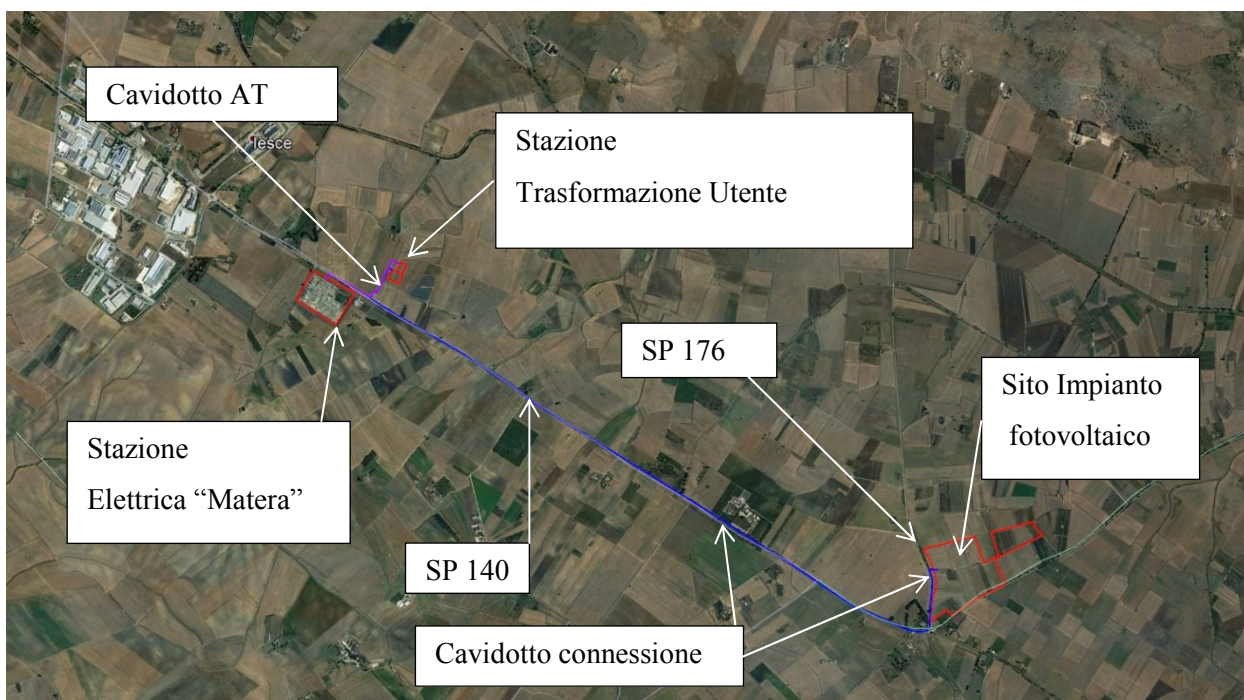 Cavidotto AT
Stazione
Trasformazione Utente
Iesce
SP 176
Sito Impianto
fotovoltaico
Stazione
Elettrica “Matera”
SP 140
Cavidotto connessione